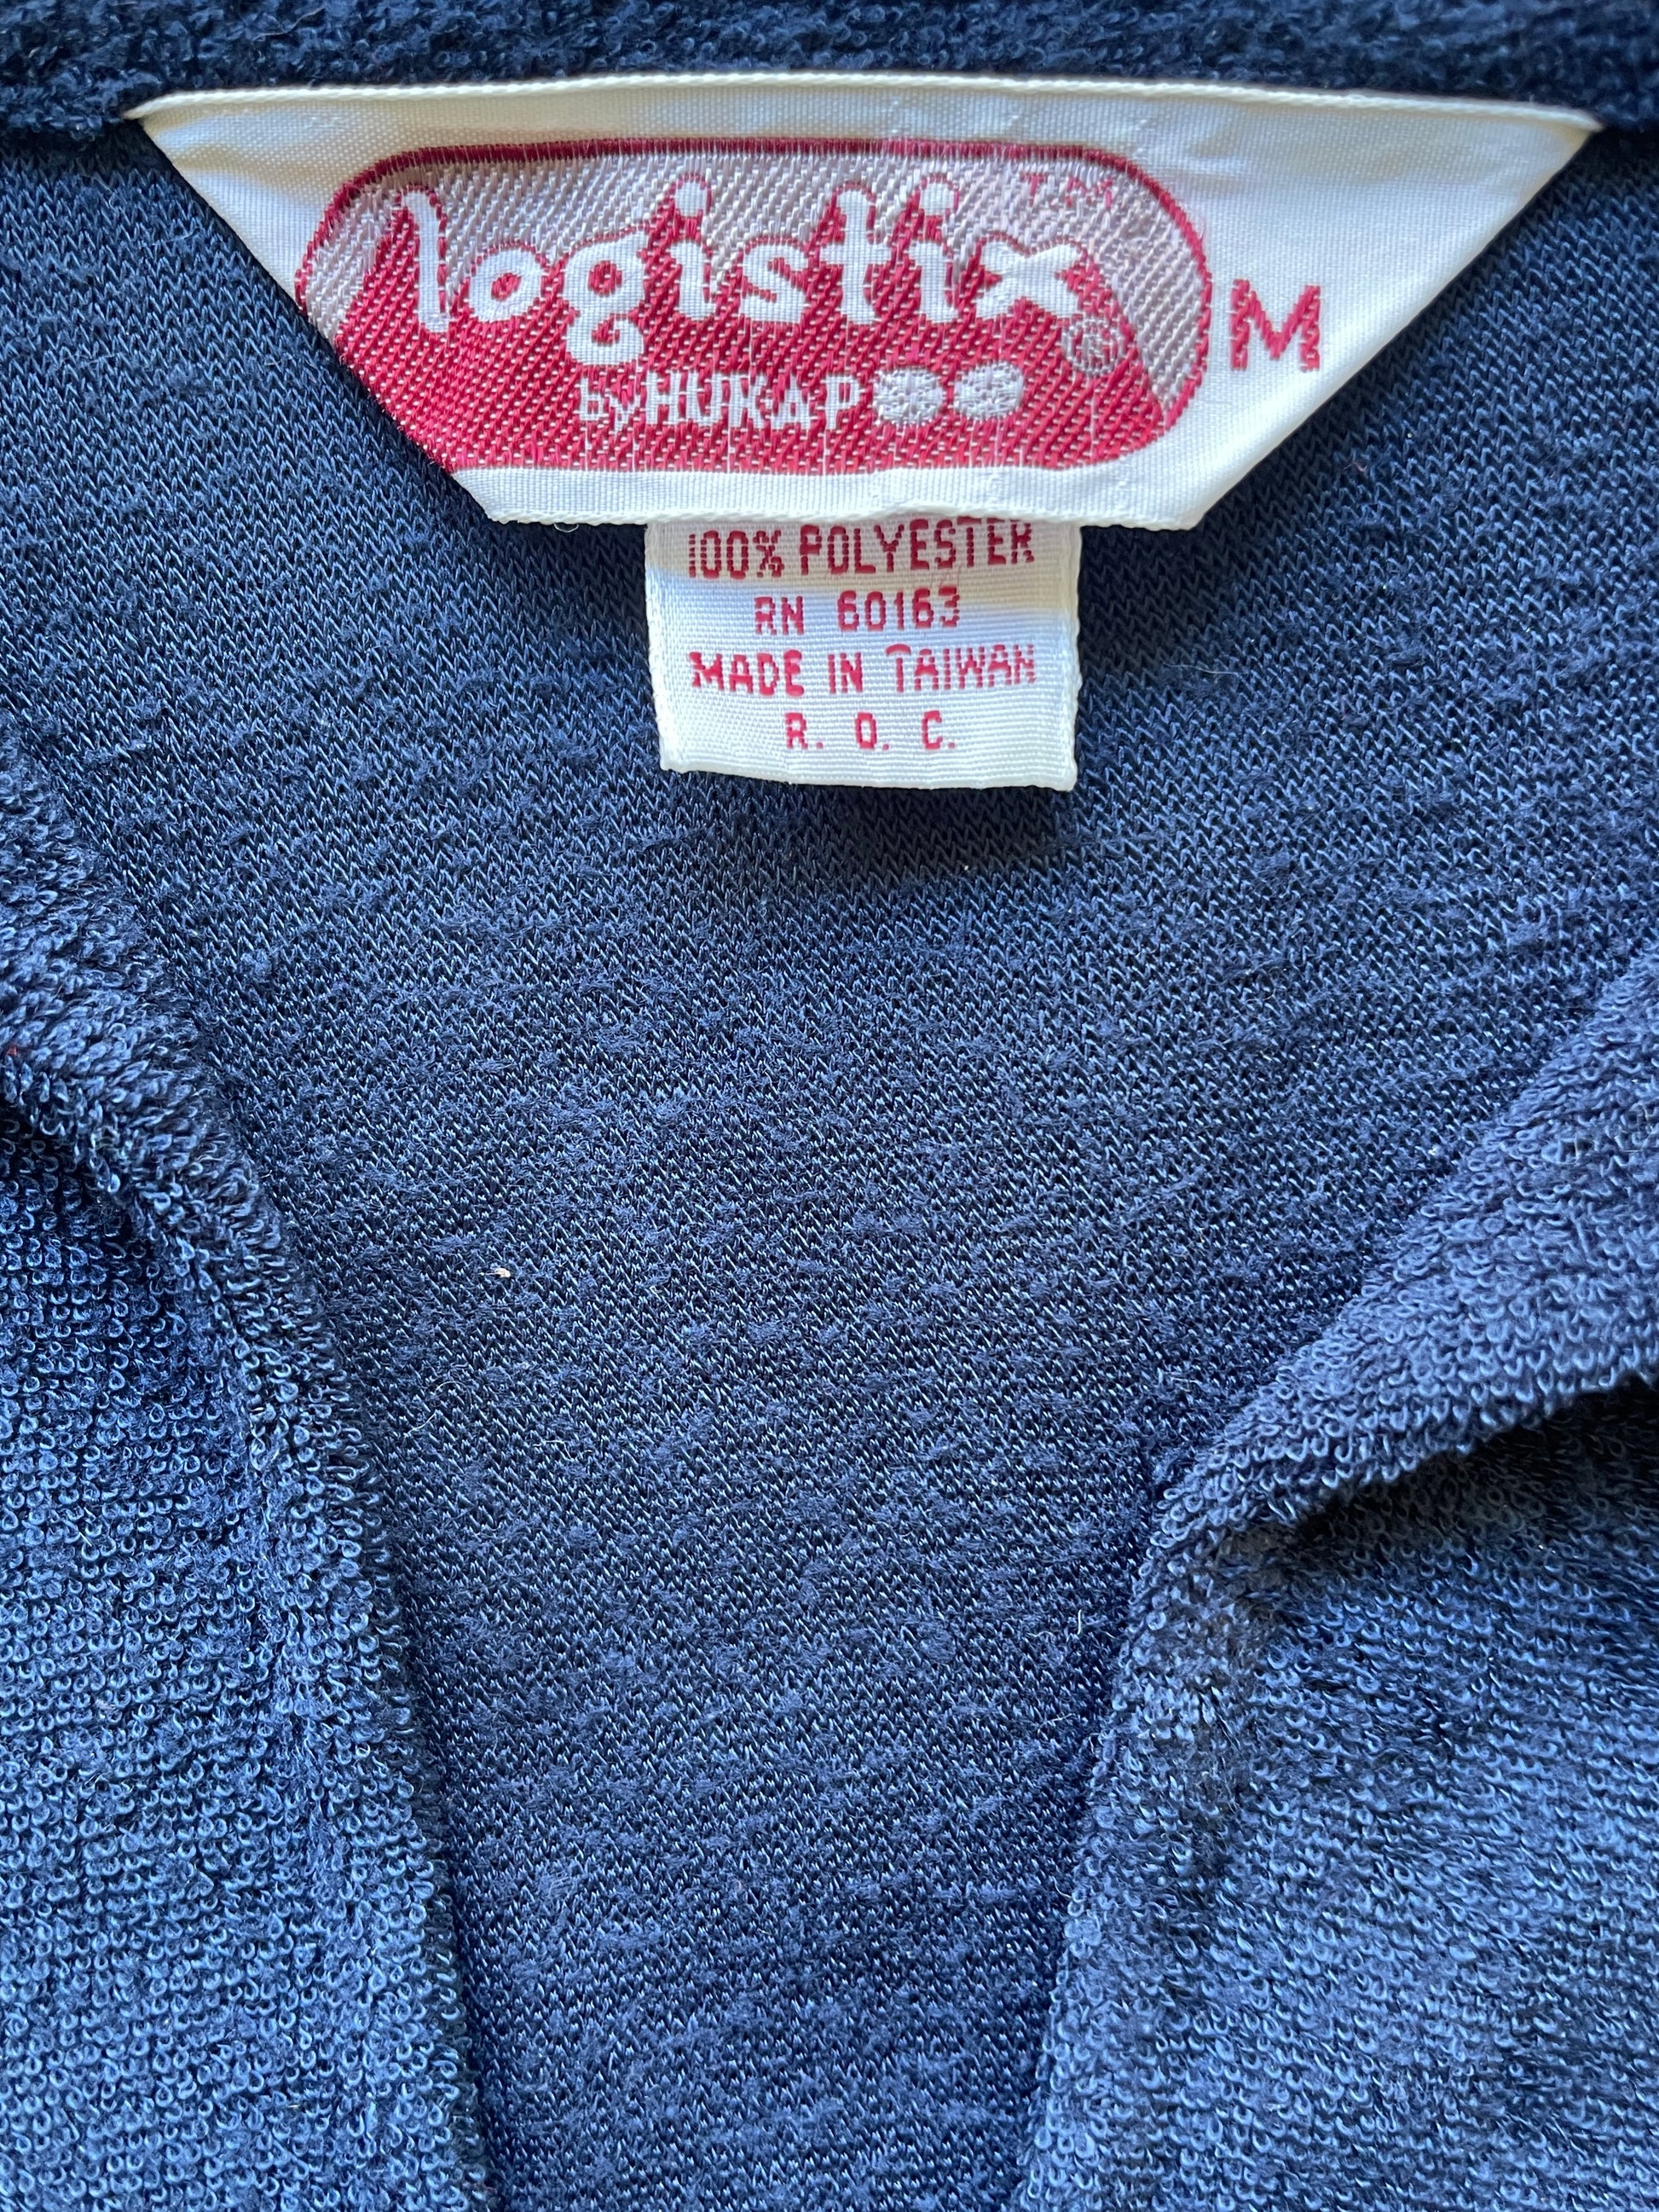 logistix TM
M
®
by HUKAP
100% POLYESTER
RN 60163
MADE IN TAIWAN
R. O. C.